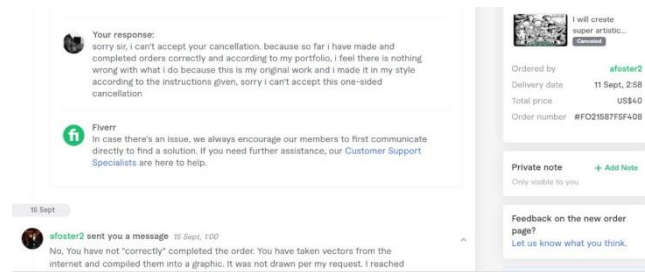 Your response:
sorry sir, i can't accept your cancellation. because so far i have made and
completed orders correctly and according to my portfolio, i feel there is nothing
wrong with what i do because this is my original work and i made it in my style
according to the instructions given, sorry i can't accept this one-sided
cancellation
Fiverr
In case there's an issue, we always encourage our members to first communicate
directly to find a solution. If you need further assistance, our Customer Support
Specialists are here to help.
15 Sept
afoster2 sent you a message 15 Sept, 1:00
No, You have not "correctly" completed the order. You have taken vectors from the
internet and compiled them into a graphic. It was not drawn per my request. I reached
I will create
super artistic...
Canceled
Ordered by afoster2
Delivery date 11 Sept, 2:58
Total price US$40
Order number #FO21587F5F408
Private note + Add Note
Only visible to you
Feedback on the new order
page?
Let us know what you think.